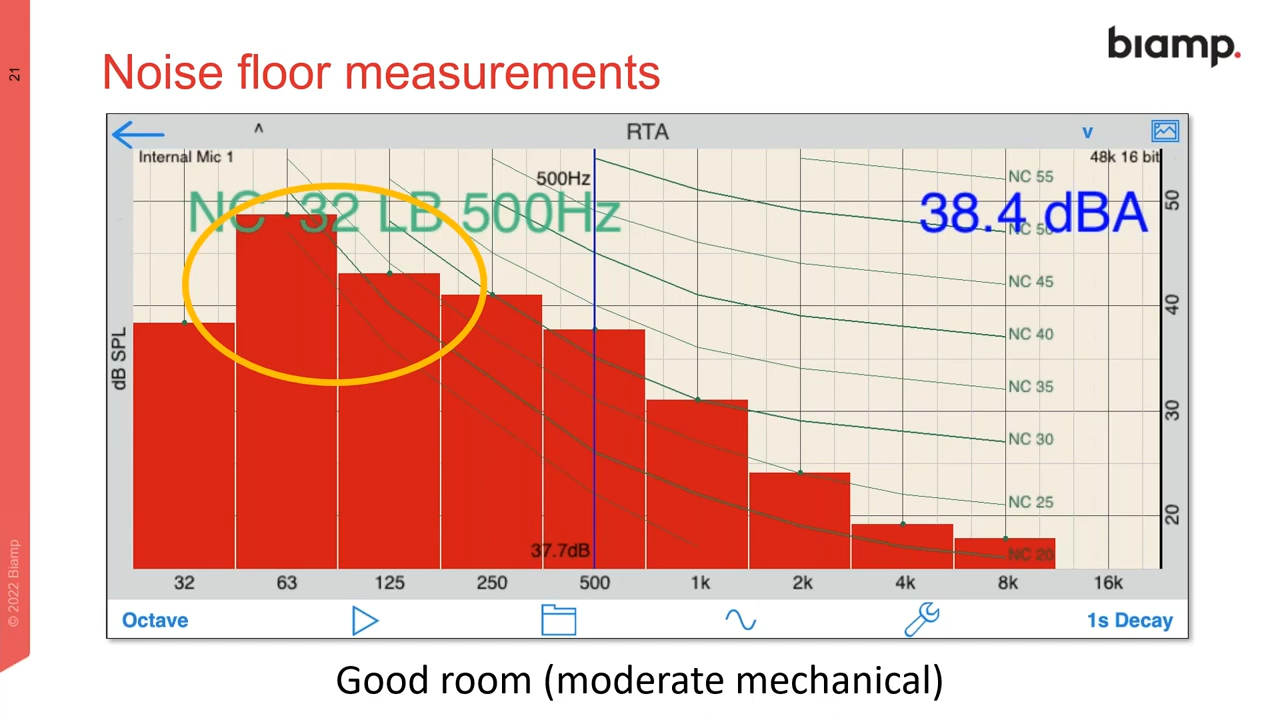 21
biamp.
Noise floor measurements
^
RTA
v
Internal Mic 1
48k 16 bit
500Hz
NC 32 LB 500Hz
38.4 dBA
NC 55
NC 50
NC 45
NC 40
NC 35
NC 30
NC 25
NC 20
50
40
30
20
dB SPL
37.7dB
32 63 125 250 500 1k 2k 4k 8k 16k
Octave
1s Decay
© 2022 Biamp
Good room (moderate mechanical)